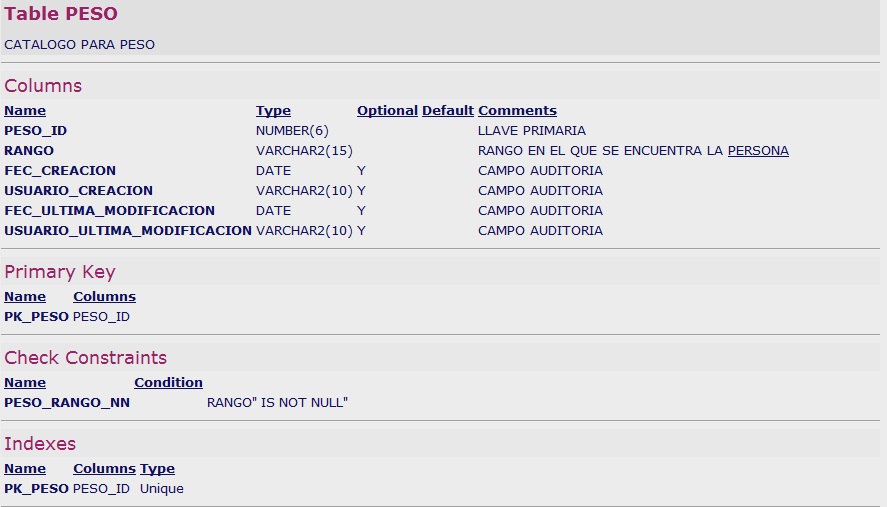 Table PESO
CATALOGO PARA PESO
Columns
Name Type Optional Default Comments
PESO_ID NUMBER(6) LLAVE PRIMARIA
RANGO VARCHAR2(15) RANGO EN EL QUE SE ENCUENTRA LA PERSONA
FEC_CREACION DATE Y CAMPO AUDITORIA
USUARIO_CREACION VARCHAR2(10) Y CAMPO AUDITORIA
FEC_ULTIMA_MODIFICACION DATE Y CAMPO AUDITORIA
USUARIO_ULTIMA_MODIFICACION VARCHAR2(10) Y CAMPO AUDITORIA
Primary Key
Name Columns
PK_PESO PESO_ID
Check Constraints
Name Condition
PESO_RANGO_NN RANGO" IS NOT NULL"
Indexes
Name Columns Type
PK_PESO PESO_ID Unique